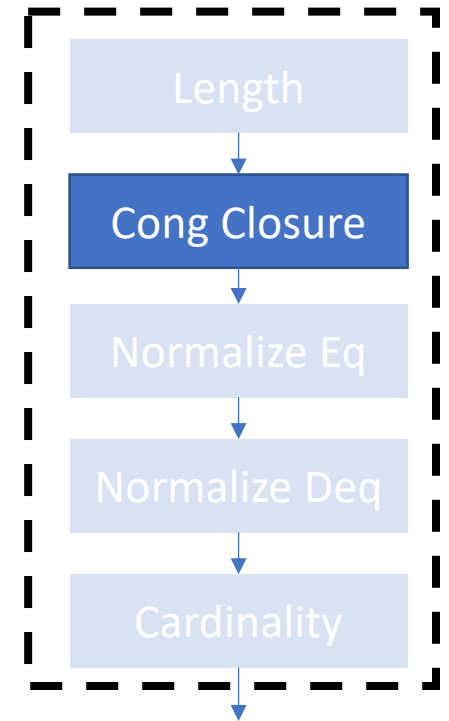 Length
Cong Closure
Normalize Eq
Normalize Deq
Cardinality